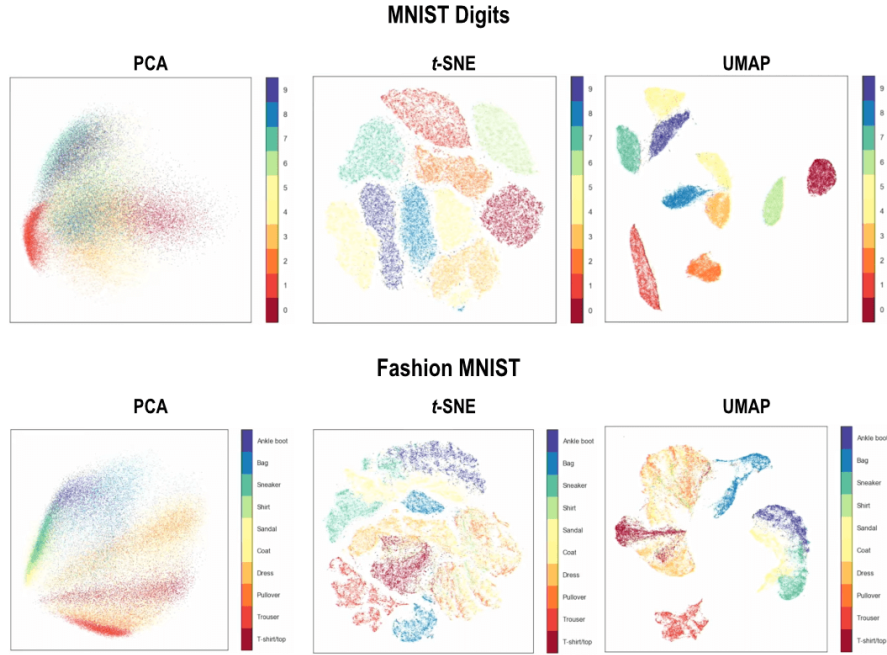 MNIST Digits
PCA
t-SNE
UMAP
9
8
7
6
5
4
3
2
1
0
9
8
7
6
5
4
3
2
1
0
9
8
7
6
5
4
3
2
1
0
Fashion MNIST
PCA
t-SNE
UMAP
Ankle boot
Bag
Sneaker
Shirt
Sandal
Coat
Dress
Pullover
Trouser
T-shirt/top
Ankle boot
Bag
Sneaker
Shirt
Sandal
Coat
Dress
Pullover
Trouser
T-shirt/top
Ankle boot
Bag
Sneaker
Shirt
Sandal
Coat
Dress
Pullover
Trouser
T-shirt/top